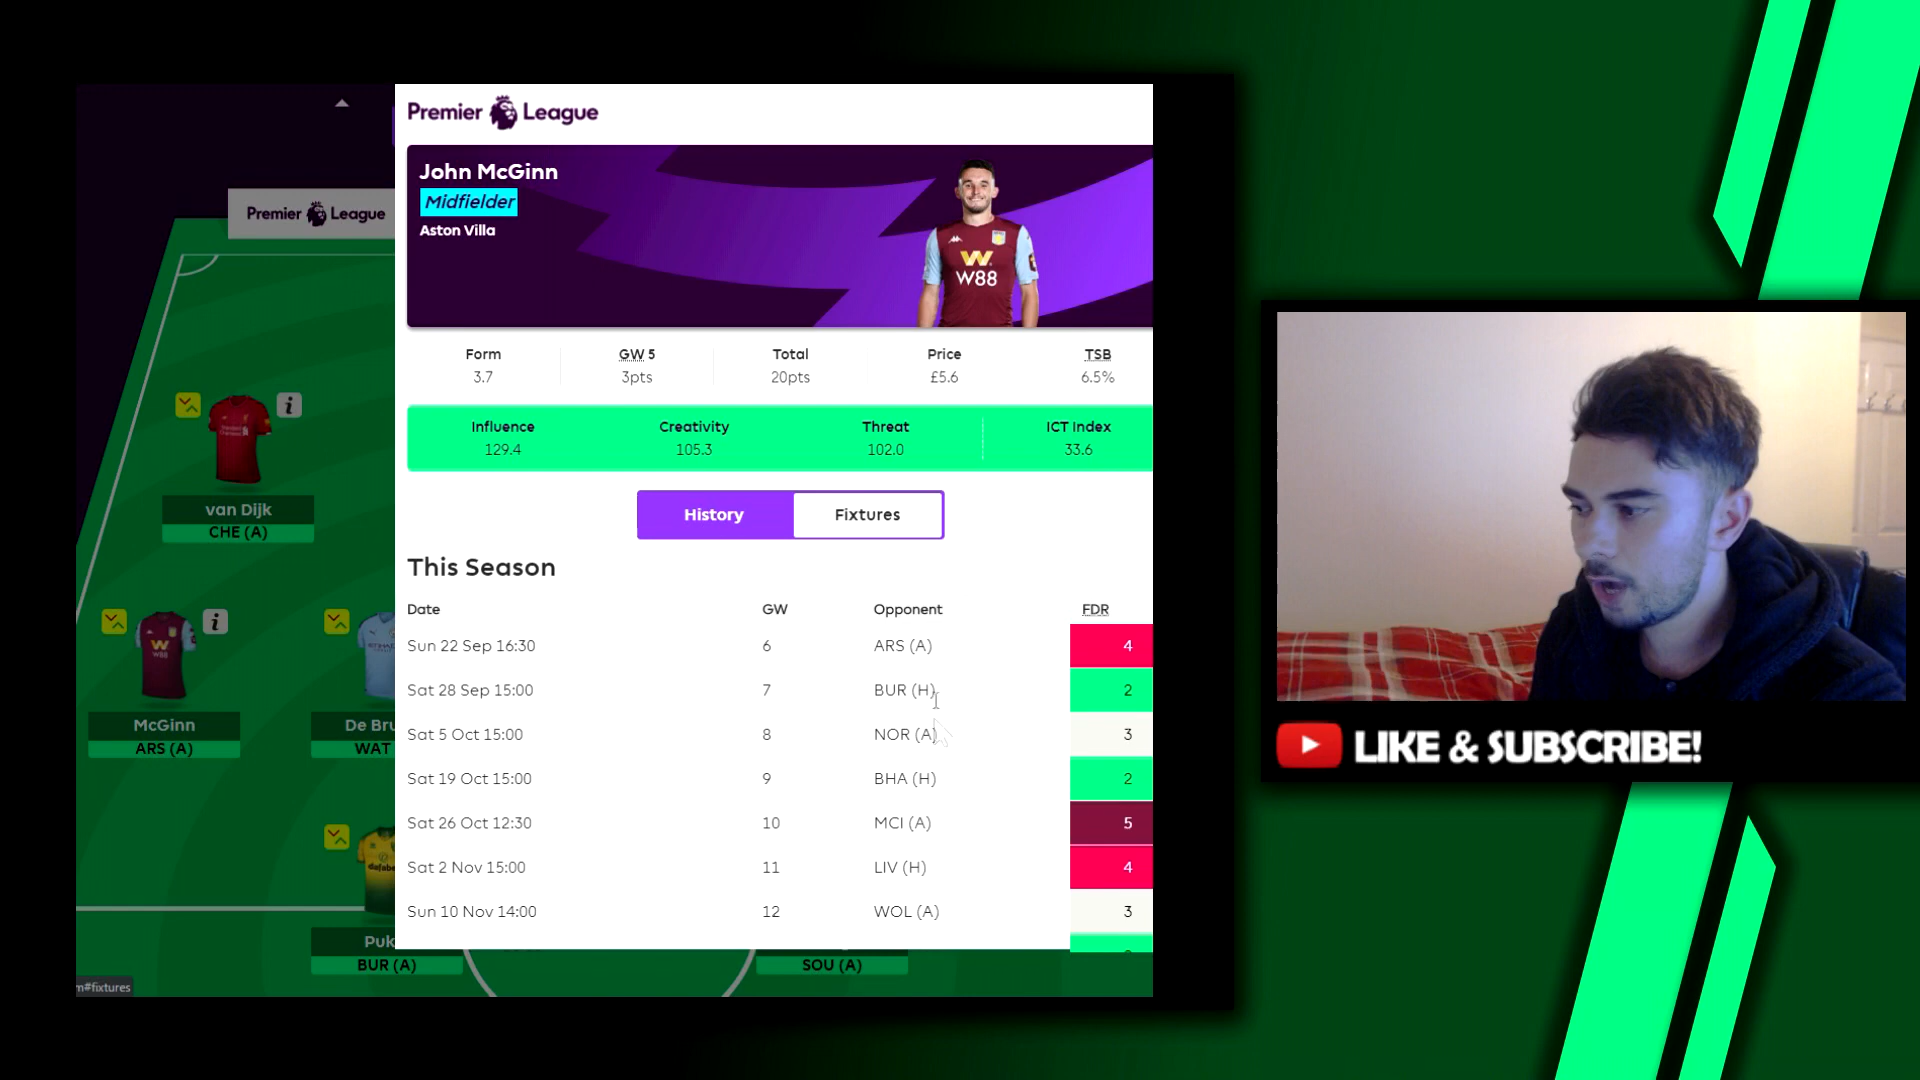 Premier League
John McGinn
Midfielder
Aston Villa
W88
Form GW 5 Total Price TSB
3.7 3pts 20pts £5.6 6.5%
Influence Creativity Threat ICT Index
129.4 105.3 102.0 33.6
History Fixtures
This Season
Date GW Opponent FDR
Sun 22 Sep 16:30 6 ARS (A) 4
Sat 28 Sep 15:00 7 BUR (H) 2
Sat 5 Oct 15:00 8 NOR (A) 3
Sat 19 Oct 15:00 9 BHA (H) 2
Sat 26 Oct 12:30 10 MCI (A) 5
Sat 2 Nov 15:00 11 LIV (H) 4
Sun 10 Nov 14:00 12 WOL (A) 3
Premier League
van Dijk
CHE (A)
W88
McGinn
ARS (A)
De Bru
WAT
Puk
BUR (A)
SOU (A)
m#fixtures
LIKE & SUBSCRIBE!